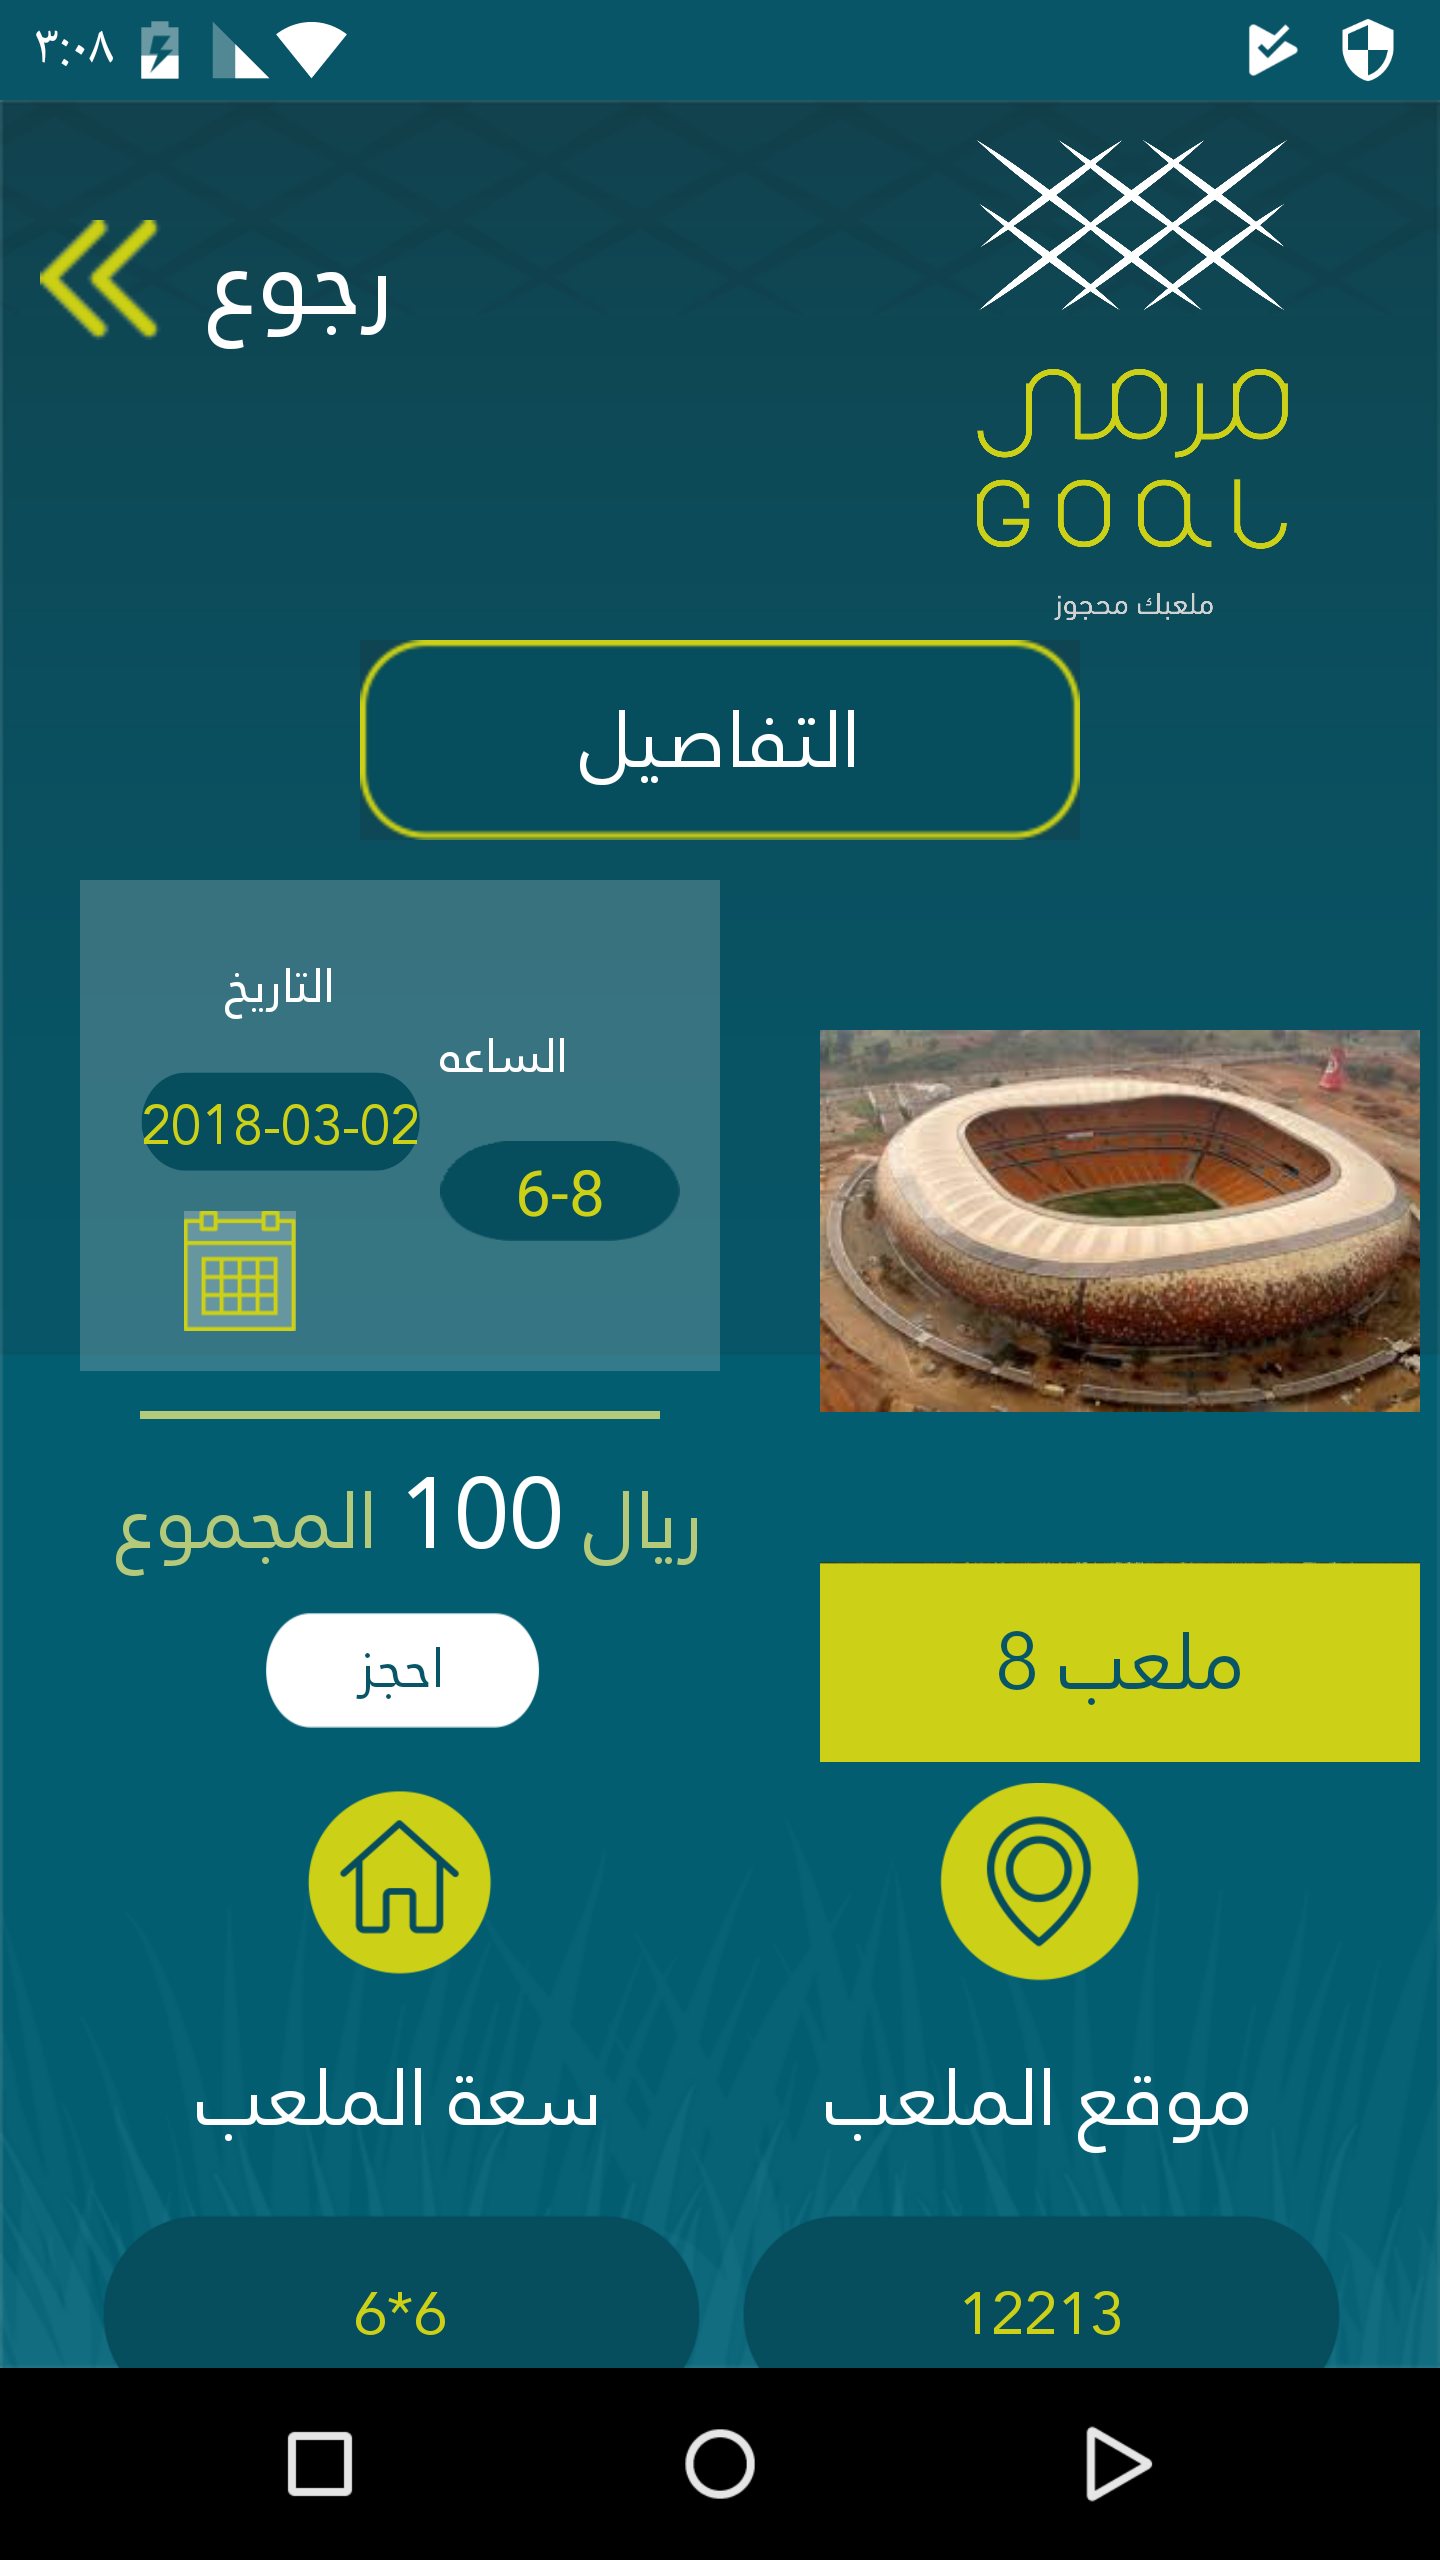 ٣:٠٨
رجوع
مرمى
GOAL
ملعبك محجوز
التفاصيل
التاريخ
الساعه
2018-03-02
6-8
ريال 100 المجموع
احجز
ملعب 8
موقع الملعب
سعة الملعب
12213
6*6